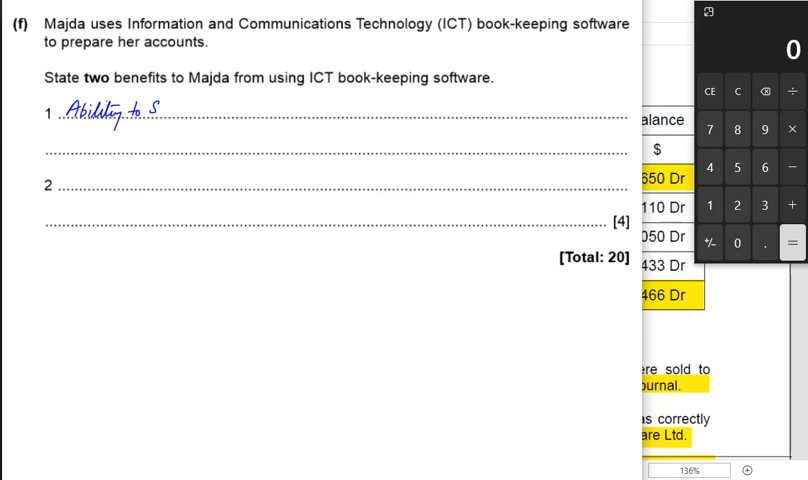 (f) Majda uses Information and Communications Technology (ICT) book-keeping software
to prepare her accounts.
State two benefits to Majda from using ICT book-keeping software.
1 Ability to S
2
[4]
[Total: 20]
alance
$
650 Dr
110 Dr
050 Dr
433 Dr
466 Dr
ere sold to
ournal.
as correctly
are Ltd.
136%
0
CE C ÷
7 8 9 ×
4 5 6 −
1 2 3 +
+/− 0 . =